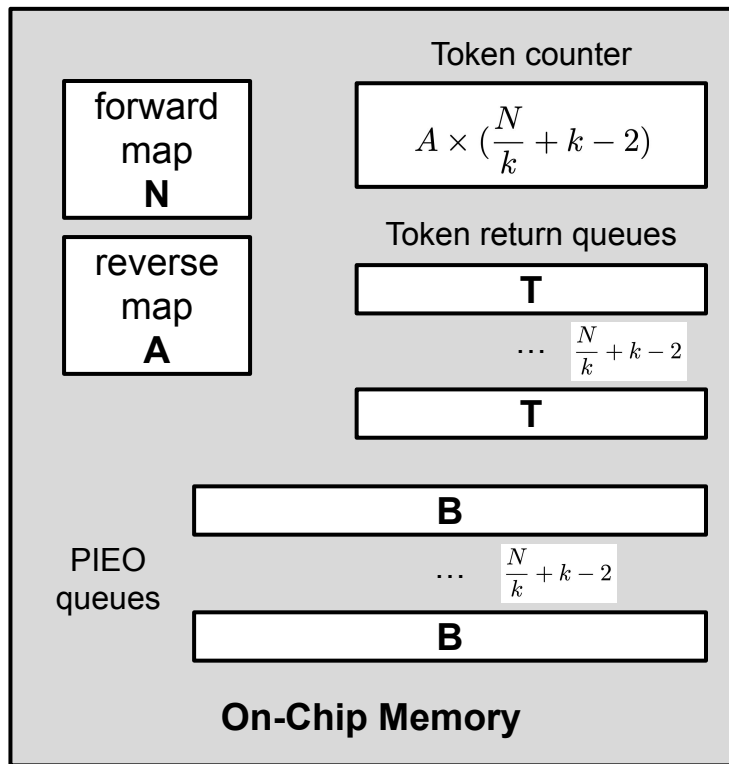 forward
map
N
reverse
map
A
Token counter
A × (N/k + k − 2)
Token return queues
T
... N/k + k − 2
T
PIEO
queues
B
... N/k + k − 2
B
On-Chip Memory